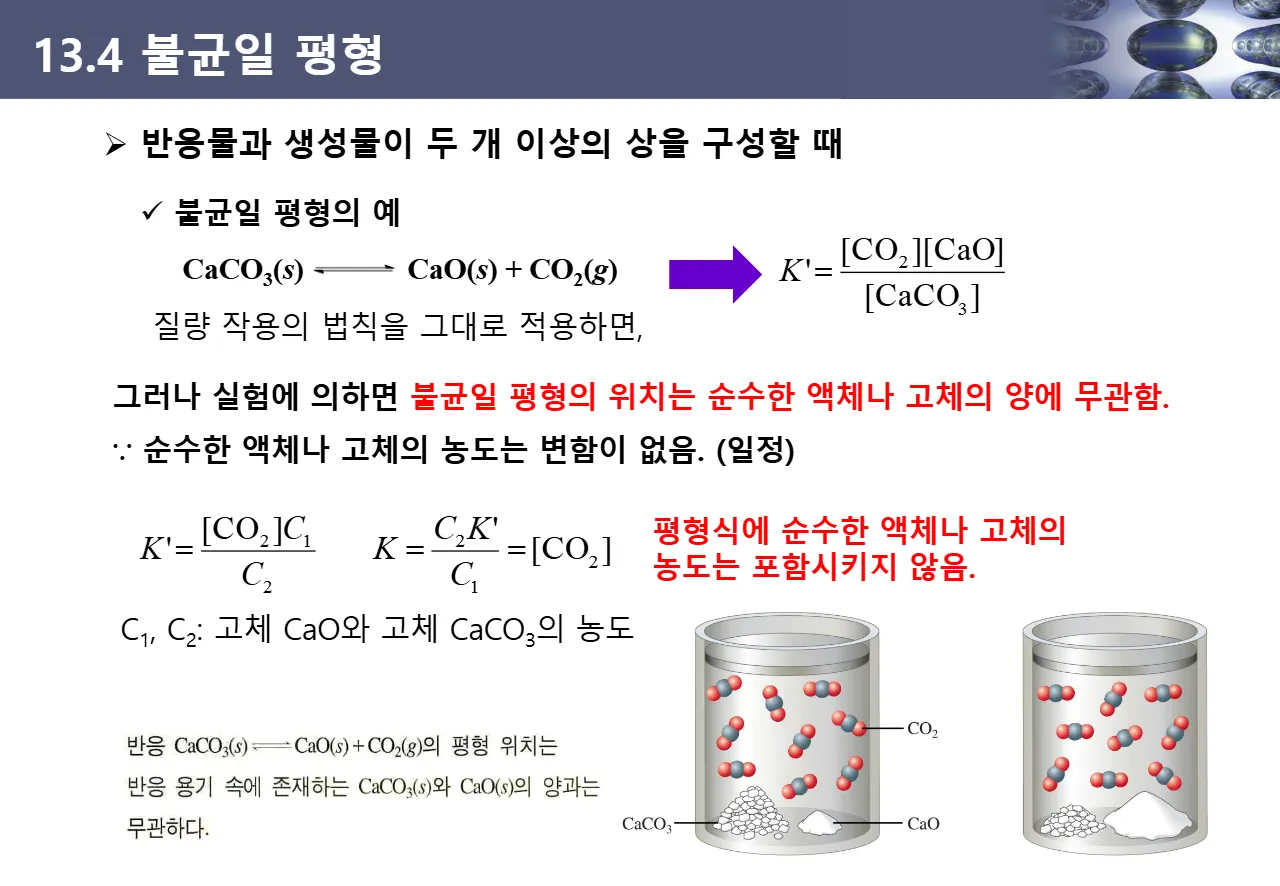 13.4 불균일 평형
➢ 반응물과 생성물이 두 개 이상의 상을 구성할 때
✓ 불균일 평형의 예
CaCO₃(s) ⇌ CaO(s) + CO₂(g)
K' = [CO₂][CaO] / [CaCO₃]
질량 작용의 법칙을 그대로 적용하면,
그러나 실험에 의하면 불균일 평형의 위치는 순수한 액체나 고체의 양에 무관함.
∵ 순수한 액체나 고체의 농도는 변함이 없음. (일정)
K' = [CO₂]C₁ / C₂
K = C₂K' / C₁ = [CO₂]
평형식에 순수한 액체나 고체의
농도는 포함시키지 않음.
C₁, C₂: 고체 CaO와 고체 CaCO₃의 농도
반응 CaCO₃(s) ⇌ CaO(s) + CO₂(g)의 평형 위치는
반응 용기 속에 존재하는 CaCO₃(s)와 CaO(s)의 양과는
무관하다.
CO₂
CaCO₃
CaO